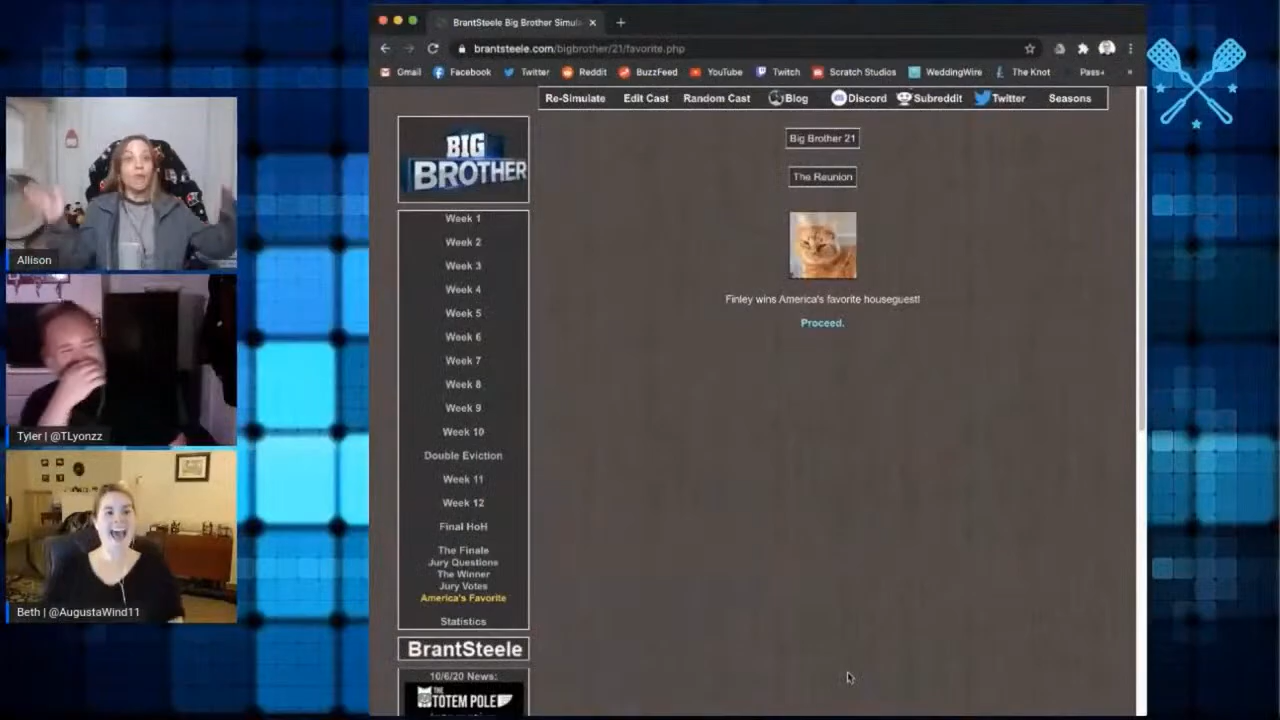 BrantSteele Big Brother Simul
brantsteele.com/bigbrother/21/favorite.php
Gmail Facebook Twitter Reddit BuzzFeed YouTube Twitch Scratch Studios WeddingWire The Knot
Re-Simulate Edit Cast Random Cast Blog Discord Subreddit Twitter Seasons
BIG
BROTHER
Big Brother 21
The Reunion
Finley wins America's favorite houseguest!
Proceed.
Week 1
Week 2
Week 3
Week 4
Week 5
Week 6
Week 7
Week 8
Week 9
Week 10
Double Eviction
Week 11
Week 12
Final HoH
The Finale
Jury Questions
The Winner
Jury Votes
America's Favorite
Statistics
BrantSteele
10/6/20 News:
THE
TOTEM POLE
Allison
Tyler | @TLyonzz
Beth | @AugustaWind11